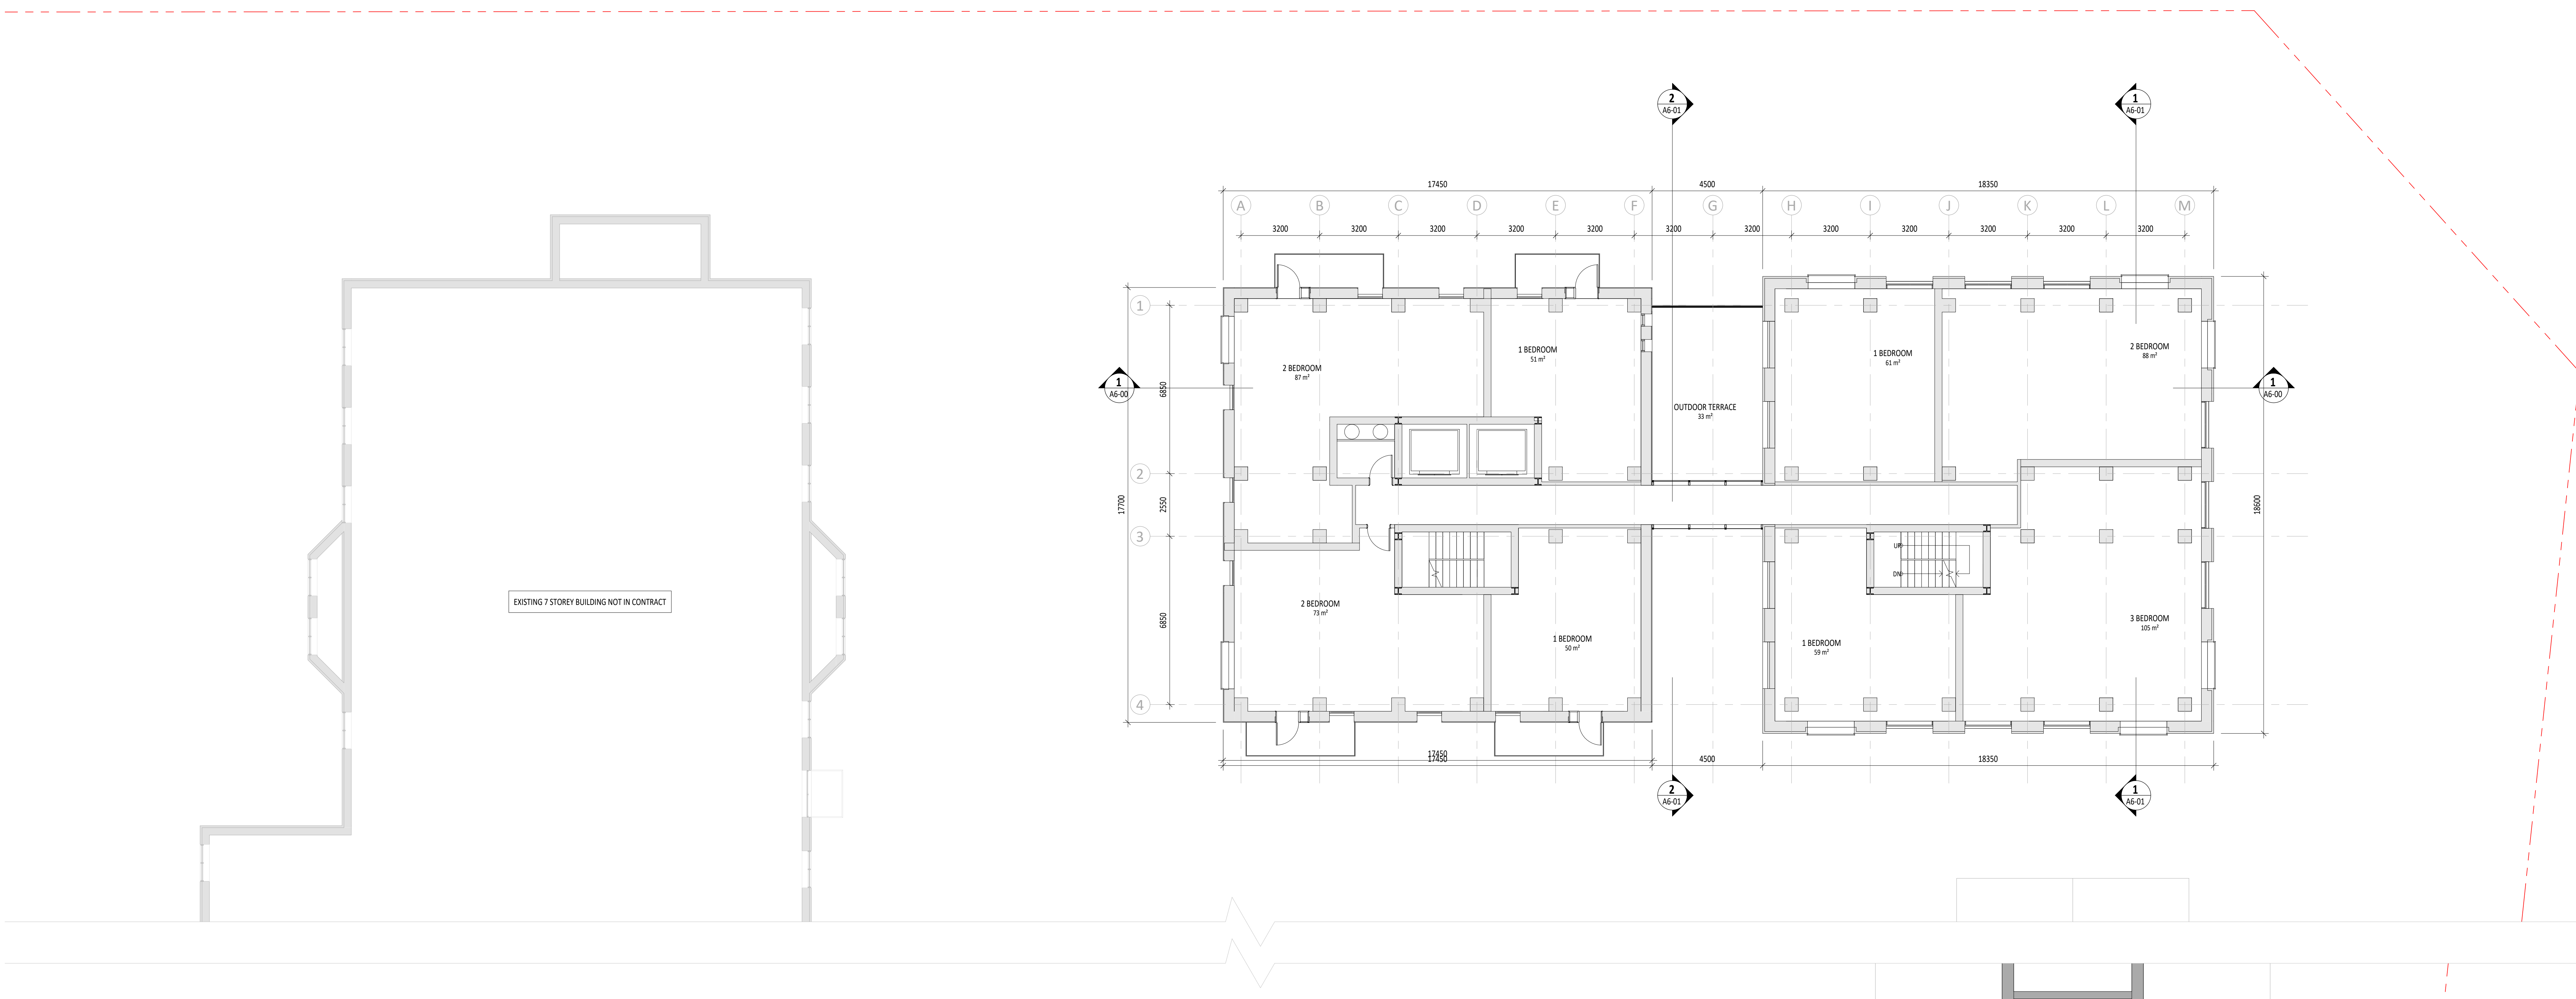 2
A6-01
1
A6-01
17450
4500
18350
A
B
C
D
E
F
G
H
I
J
K
L
M
3200
3200
3200
3200
3200
3200
3200
3200
3200
3200
3200
3200
1
2
3
4
17700
6850
2550
6850
18600
1
A6-00
1
A6-00
2 BEDROOM
87 m²
1 BEDROOM
51 m²
OUTDOOR TERRACE
33 m²
1 BEDROOM
61 m²
2 BEDROOM
88 m²
UP
DN
EXISTING 7 STOREY BUILDING NOT IN CONTRACT
2 BEDROOM
73 m²
1 BEDROOM
50 m²
1 BEDROOM
59 m²
3 BEDROOM
105 m²
17450
17450
4500
18350
2
A6-01
1
A6-01